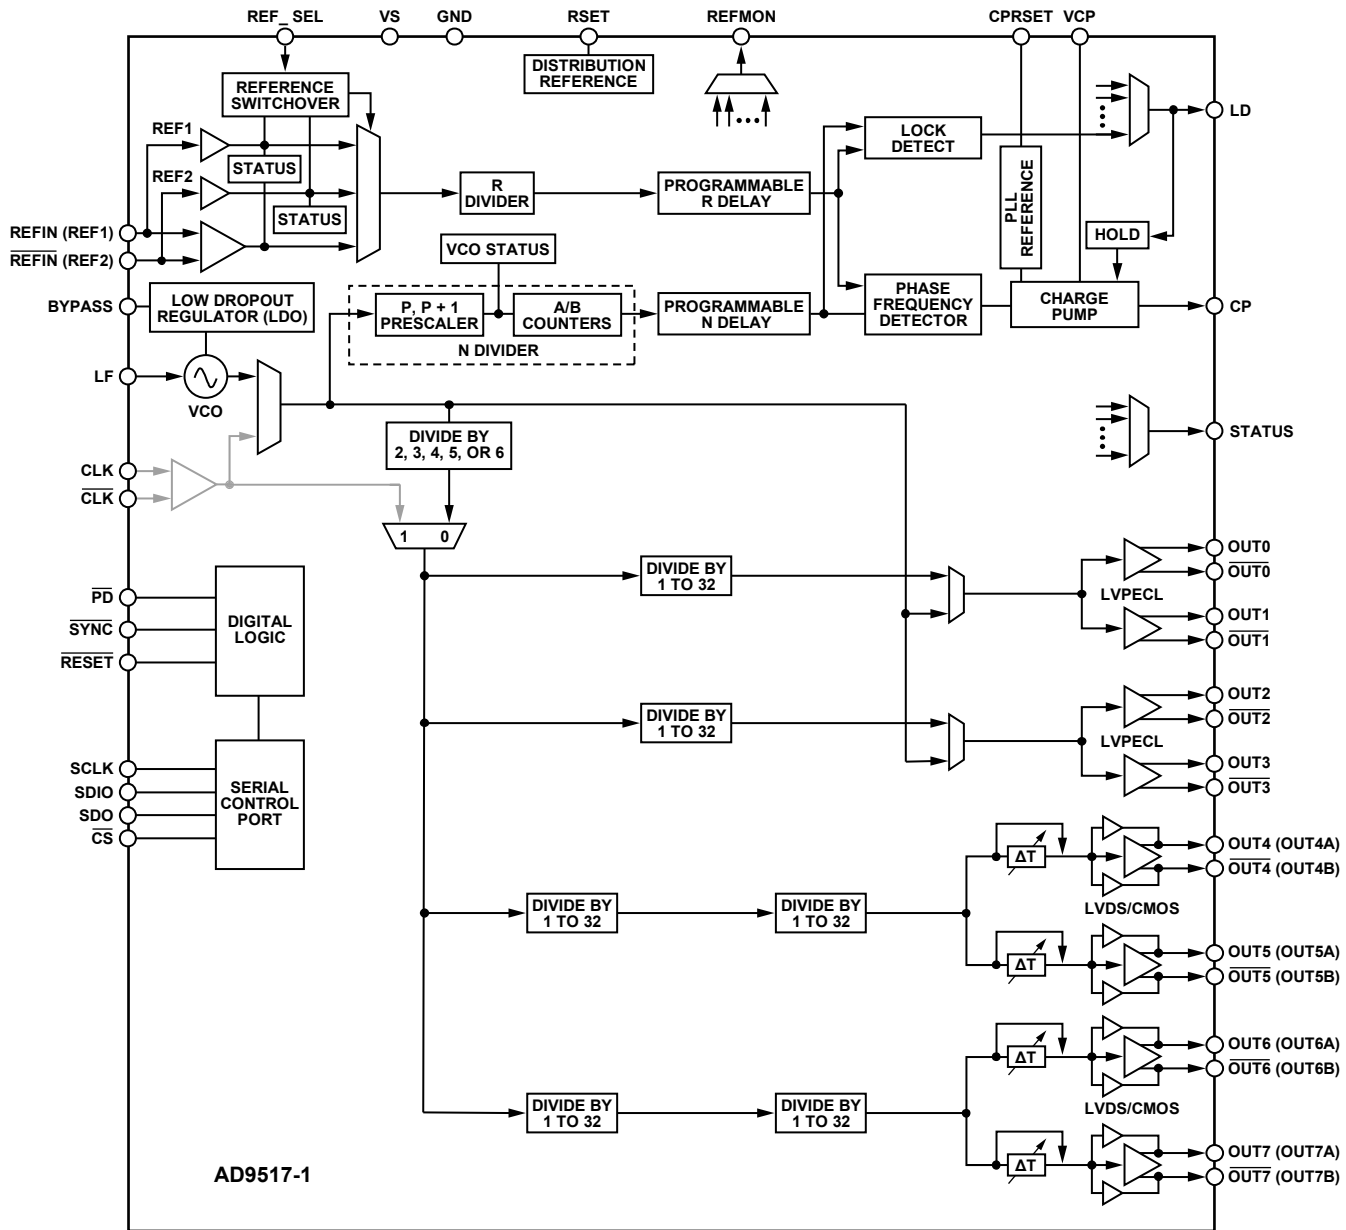 REF_ SEL VS GND RSET REFMON CPRSET VCP
DISTRIBUTION
REFERENCE
REFERENCE
SWITCHOVER
REF1
STATUS
REF2
STATUS
R
DIVIDER
PROGRAMMABLE
R DELAY
LOCK
DETECT
LD
PLL
REFERENCE
HOLD
REFIN (REF1)
REFIN (REF2)
VCO STATUS
BYPASS
LOW DROPOUT
REGULATOR (LDO)
P, P + 1
PRESCALER
A/B
COUNTERS
N DIVIDER
PROGRAMMABLE
N DELAY
PHASE
FREQUENCY
DETECTOR
CHARGE
PUMP
CP
LF
VCO
STATUS
DIVIDE BY
2, 3, 4, 5, OR 6
CLK
CLK
1 0
DIVIDE BY
1 TO 32
LVPECL
OUT0
OUT0
OUT1
OUT1
PD
SYNC
RESET
DIGITAL
LOGIC
DIVIDE BY
1 TO 32
LVPECL
OUT2
OUT2
OUT3
OUT3
SCLK
SDIO
SDO
CS
SERIAL
CONTROL
PORT
DIVIDE BY
1 TO 32
DIVIDE BY
1 TO 32
ΔT
ΔT
LVDS/CMOS
OUT4 (OUT4A)
OUT4 (OUT4B)
OUT5 (OUT5A)
OUT5 (OUT5B)
DIVIDE BY
1 TO 32
DIVIDE BY
1 TO 32
ΔT
ΔT
LVDS/CMOS
OUT6 (OUT6A)
OUT6 (OUT6B)
OUT7 (OUT7A)
OUT7 (OUT7B)
AD9517-1